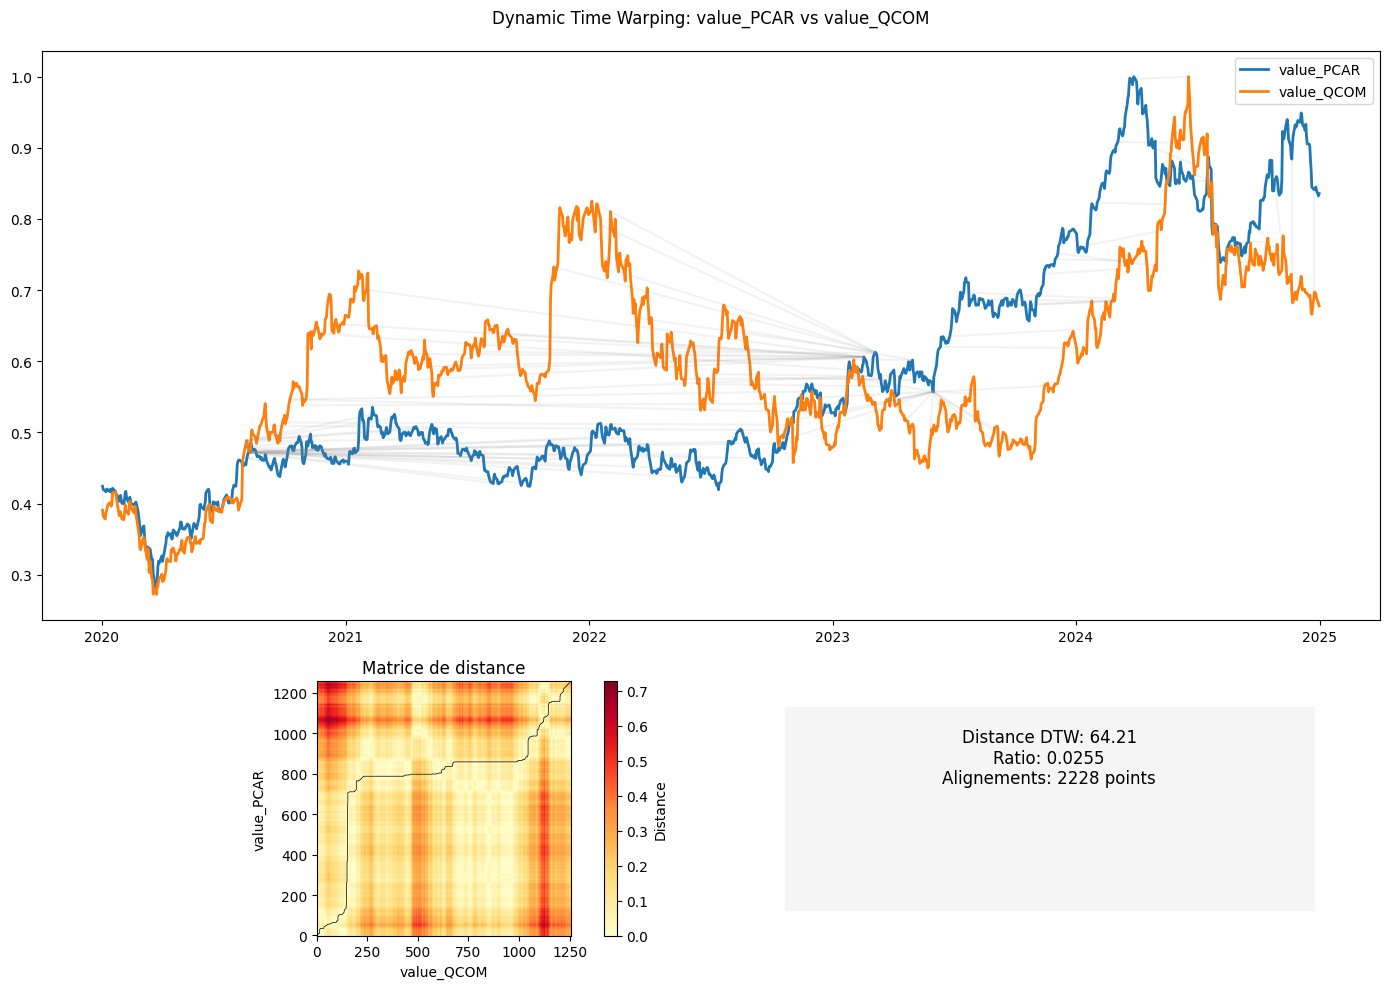 Dynamic Time Warping: value_PCAR vs value_QCOM
value_PCAR
value_QCOM
1.0
0.9
0.8
0.7
0.6
0.5
0.4
0.3
2020 2021 2022 2023 2024 2025
Matrice de distance
value_PCAR
1200
1000
800
600
400
200
0
0 250 500 750 1000 1250
value_QCOM
0.7
0.6
0.5
0.4
0.3
0.2
0.1
0.0
Distance
Distance DTW: 64.21
Ratio: 0.0255
Alignements: 2228 points